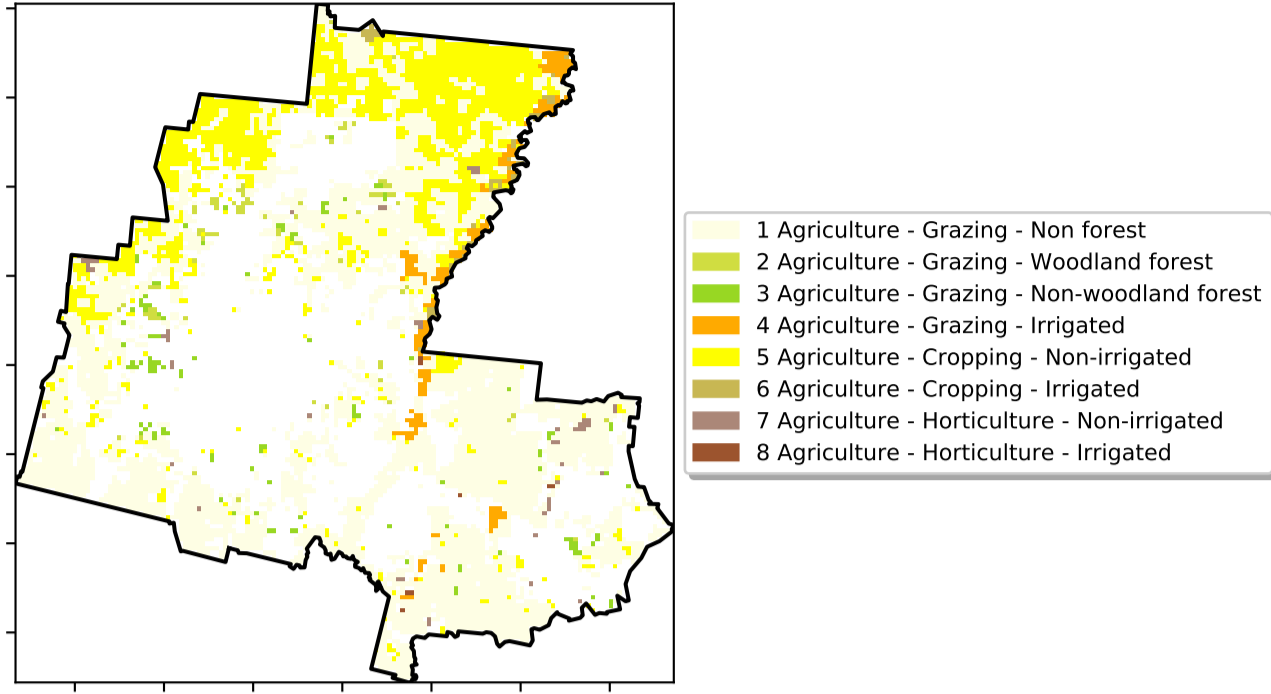 1 Agriculture - Grazing - Non forest
2 Agriculture - Grazing - Woodland forest
3 Agriculture - Grazing - Non-woodland forest
4 Agriculture - Grazing - Irrigated
5 Agriculture - Cropping - Non-irrigated
6 Agriculture - Cropping - Irrigated
7 Agriculture - Horticulture - Non-irrigated
8 Agriculture - Horticulture - Irrigated